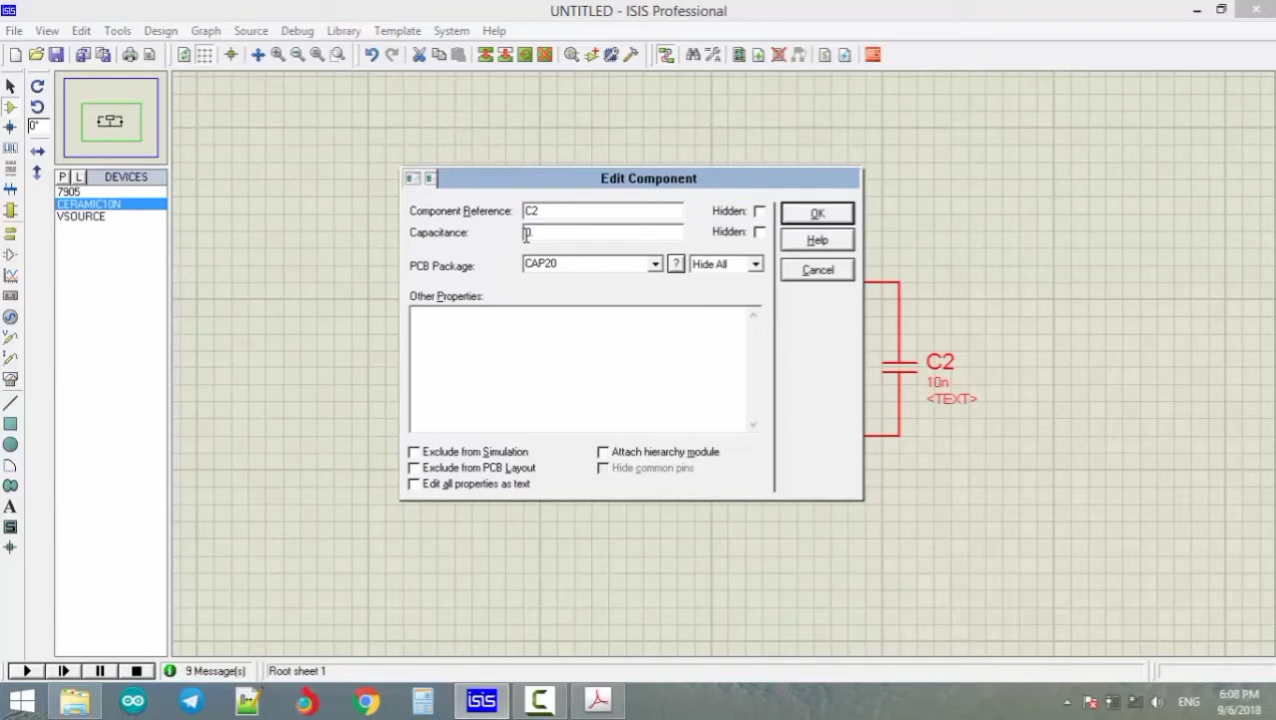 UNTITLED - ISIS Professional
File View Edit Tools Design Graph Source Debug Library Template System Help
0°
P L DEVICES
7905
CERAMIC10N
VSOURCE
LBL
A
S
Edit Component
Component Reference: C2 Hidden: OK
Capacitance: Hidden: Help
PCB Package: CAP20 ? Hide All Cancel
Other Properties:
Exclude from Simulation Attach hierarchy module
Exclude from PCB Layout Hide common pins
Edit all properties as text
C2
10n
<TEXT>
9 Message(s) Root sheet 1
isis ENG 6:08 PM
9/6/2018